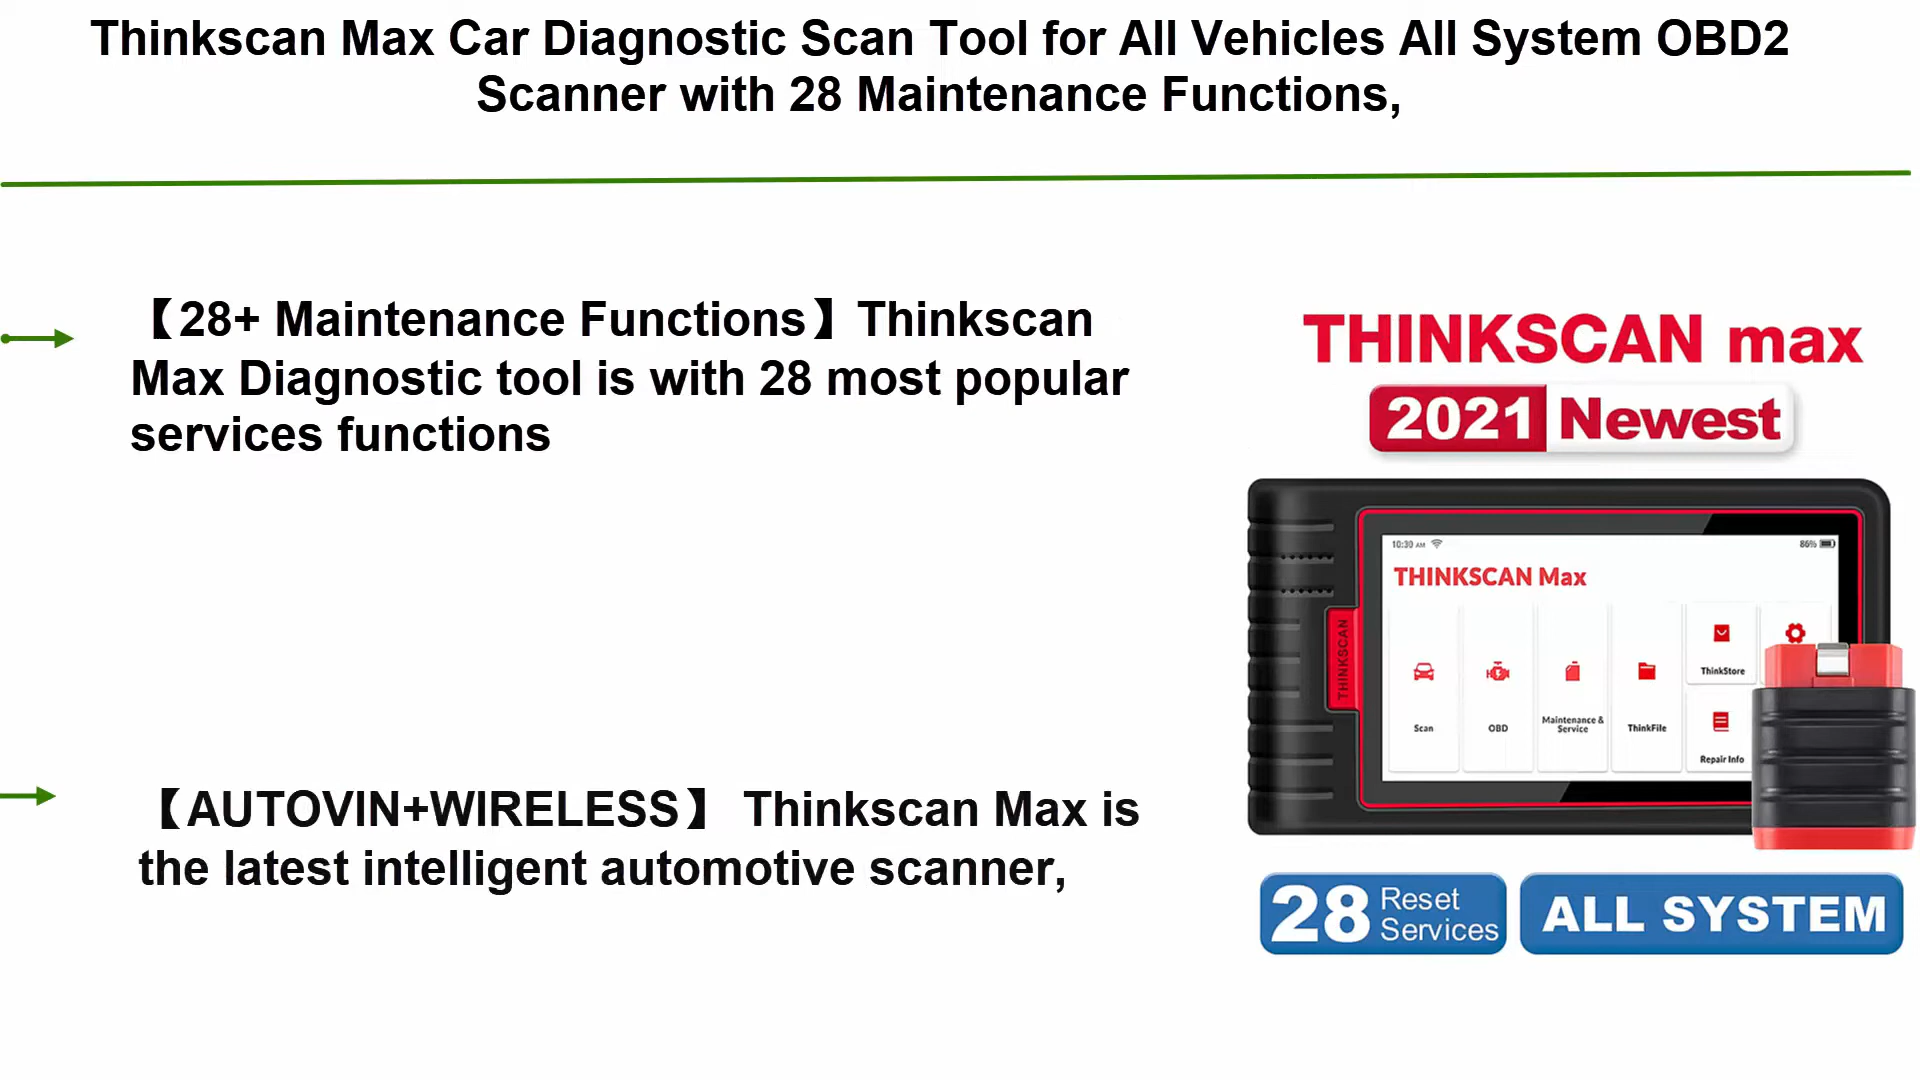 Thinkscan Max Car Diagnostic Scan Tool for All Vehicles All System OBD2
Scanner with 28 Maintenance Functions,
【28+ Maintenance Functions】Thinkscan
Max Diagnostic tool is with 28 most popular
services functions
【AUTOVIN+WIRELESS】 Thinkscan Max is
the latest intelligent automotive scanner,
THINKSCAN max
2021 Newest
10:30 AM
86%
THINKSCAN Max
THINKSCAN
Scan
OBD
Maintenance &
Service
ThinkFile
ThinkStore
Repair Info
28 Reset
Services
ALL SYSTEM